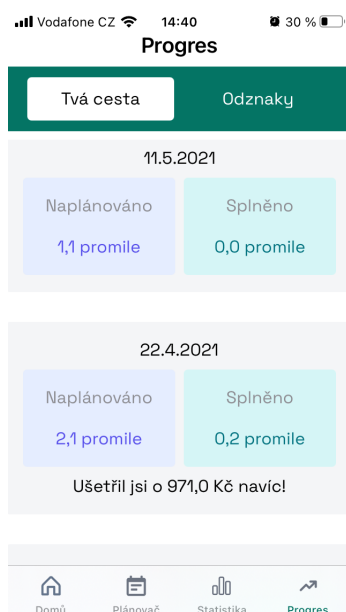 Vodafone CZ 14:40 30 %
Progres
Tvá cesta Odznaky
11.5.2021
Naplánováno Splněno
1,1 promile 0,0 promile
22.4.2021
Naplánováno Splněno
2,1 promile 0,2 promile
Ušetřil jsi o 971,0 Kč navíc!
Domů Plánovač Statistika Progres